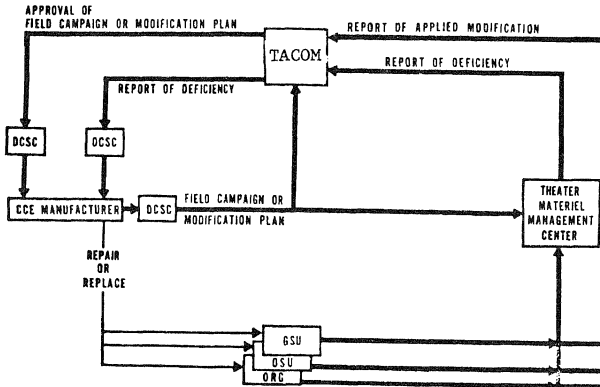 APPROVAL OF
FIELD CAMPAIGN OR MODIFICATION PLAN
REPORT OF APPLIED MODIFICATION
TACOM
REPORT OF DEFICIENCY
REPORT OF DEFICIENCY
DCSC
DCSC
CCE MANUFACTURER
DCSC
FIELD CAMPAIGN OR
MODIFICATION PLAN
THEATER
MATERIEL
MANAGEMENT
CENTER
REPAIR
OR
REPLACE
GSU
DSU
ORG